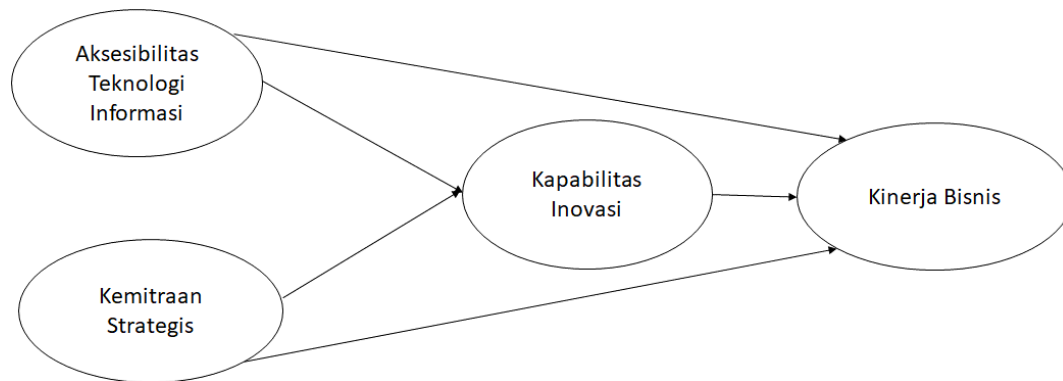 Aksesibilitas
Teknologi
Informasi
Kapabilitas
Inovasi
Kinerja Bisnis
Kemitraan
Strategis